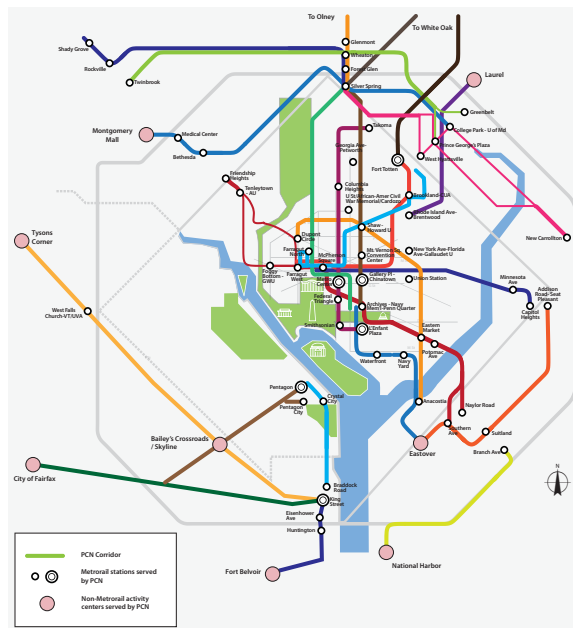 To Olney
To White Oak
Glenmont
Shady Grove
Wheaton
Rockville
Forest Glen
Twinbrook
Silver Spring
Laurel
Greenbelt
Montgomery
Mall
Medical Center
Takoma
College Park - U of Md
Bethesda
Georgia Ave-
Petworth
Prince George's Plaza
West Hyattsville
Fort Totten
Friendship
Heights
Tenleytown
- AU
Columbia
Heights
U St/African-Amer Civil
War Memorial/Cardozo
Brookland-CUA
Rhode Island Ave-
Brentwood
New Carrollton
Tysons
Corner
Dupont
Circle
Shaw -
Howard U
Farragut
North
McPherson
Square
Mt. Vernon Sq
Convention
Center
New York Ave-Florida
Ave-Gallaudet U
Foggy
Bottom-
GWU
Farragut
West
Metro
Center
Gallery Pl -
Chinatown
Union Station
Minnesota
Ave
Addison
Road-Seat
Pleasant
Federal
Triangle
Archives - Navy
Mem'l-Penn Quarter
Capitol
Heights
West Falls
Church-VT/UVA
Smithsonian
L'Enfant
Plaza
Eastern
Market
Waterfront
Navy
Yard
Potomac
Ave
Pentagon
Pentagon
City
Crystal
City
Anacostia
Naylor Road
Southern
Ave
Suitland
Bailey's Crossroads
/ Skyline
Eastover
Branch Ave
City of Fairfax
Braddock
Road
King
Street
N
Eisenhower
Ave
Huntington
Fort Belvoir
National Harbor
PCN Corridor
Metrorail stations served
by PCN
Non-Metrorail activity
centers served by PCN